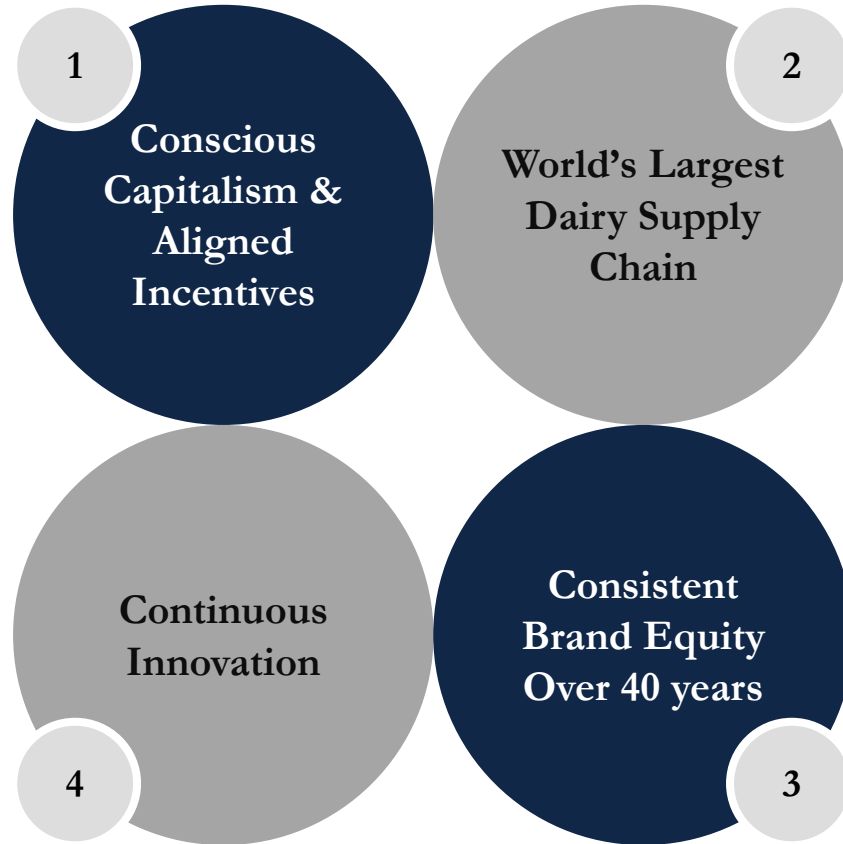 1
Conscious
Capitalism &
Aligned
Incentives
2
World’s Largest
Dairy Supply
Chain
3
Consistent
Brand Equity
Over 40 years
4
Continuous
Innovation